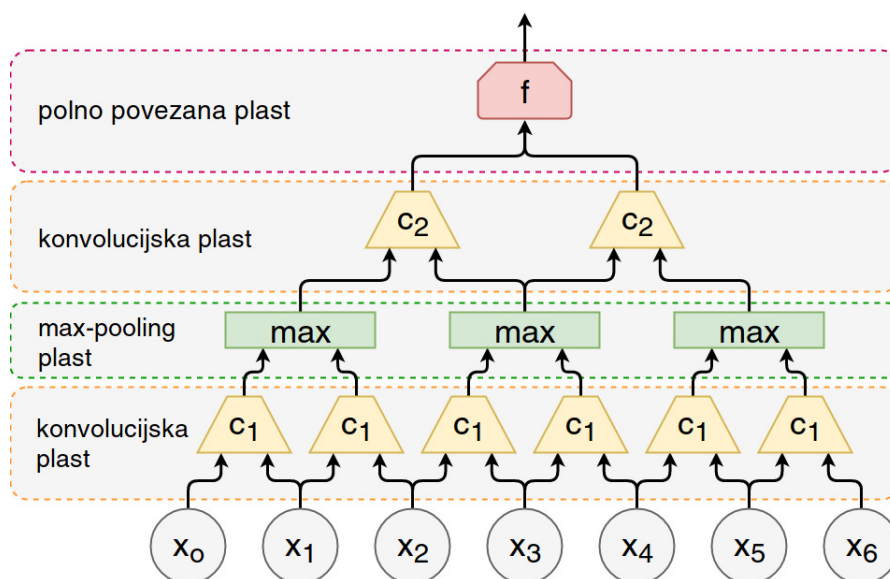 f
polno povezana plast
c₂ c₂
konvolucijska plast
max-pooling
plast
max max max
konvolucijska
plast
c₁ c₁ c₁ c₁ c₁ c₁
x₀ x₁ x₂ x₃ x₄ x₅ x₆